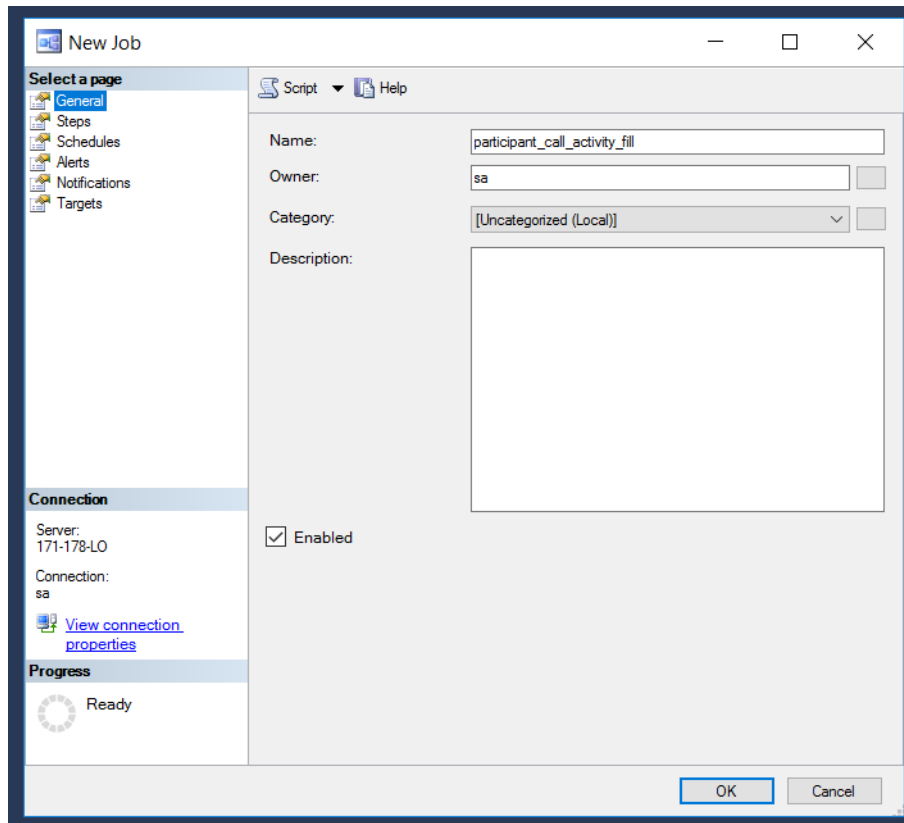 New Job
Select a page
General
Steps
Schedules
Alerts
Notifications
Targets
Connection
Server:
171-178-LO
Connection:
sa
View connection
properties
Progress
Ready
Script
Help
Name:
participant_call_activity_fill
Owner:
sa
Category:
[Uncategorized (Local)]
Description:
Enabled
OK
Cancel